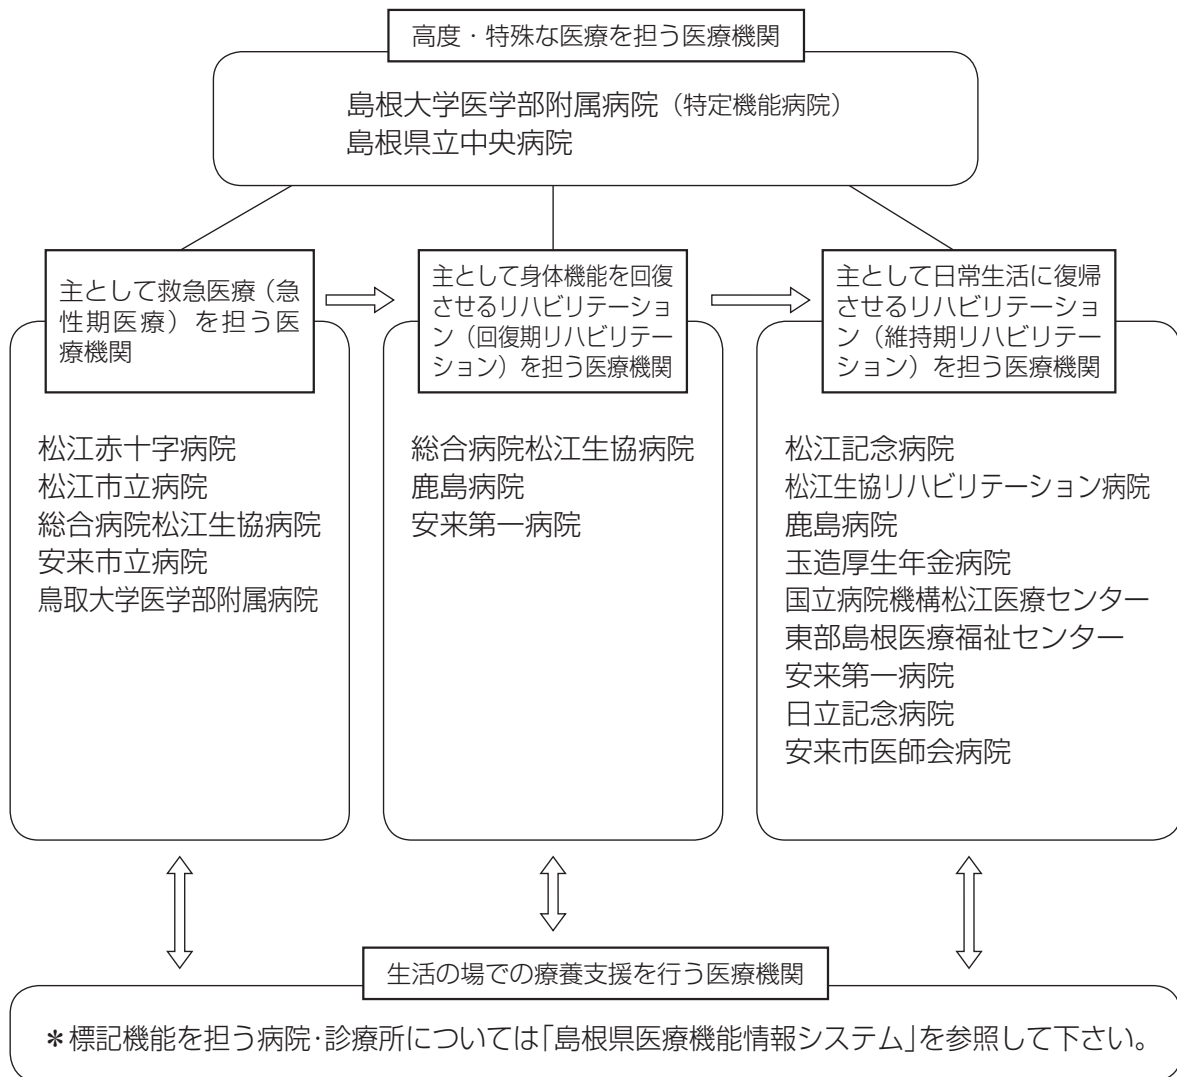 高度・特殊な医療を担う医療機関
島根大学医学部附属病院（特定機能病院）
島根県立中央病院
主として救急医療（急
性期医療）を担う医
療機関
松江赤十字病院
松江市立病院
総合病院松江生協病院
安来市立病院
鳥取大学医学部附属病院
主として身体機能を回復
させるリハビリテーショ
ン（回復期リハビリテー
ション）を担う医療機関
総合病院松江生協病院
鹿島病院
安来第一病院
主として日常生活に復帰
させるリハビリテーショ
ン（維持期リハビリテー
ション）を担う医療機関
松江記念病院
松江生協リハビリテーション病院
鹿島病院
玉造厚生年金病院
国立病院機構松江医療センター
東部島根医療福祉センター
安来第一病院
日立記念病院
安来市医師会病院
生活の場での療養支援を行う医療機関
＊標記機能を担う病院・診療所については「島根県医療機能情報システム」を参照して下さい。